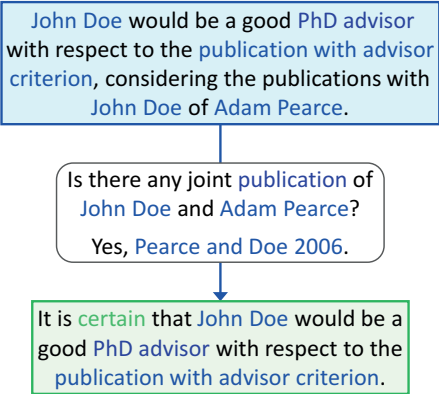 John Doe would be a good PhD advisor
with respect to the publication with advisor
criterion, considering the publications with
John Doe of Adam Pearce.
Is there any joint publication of
John Doe and Adam Pearce?
Yes, Pearce and Doe 2006.
It is certain that John Doe would be a
good PhD advisor with respect to the
publication with advisor criterion.